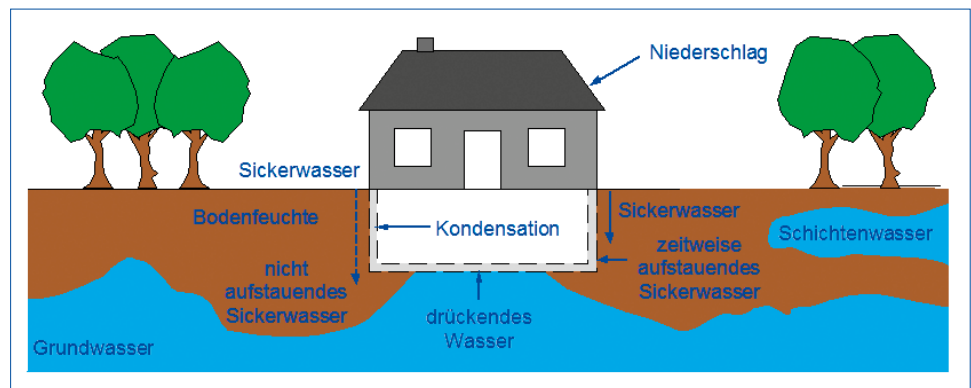 Niederschlag
Sickerwasser
Bodenfeuchte
Kondensation
Sickerwasser
Schichtenwasser
nicht
aufstauendes
Sickerwasser
zeitweise
aufstauendes
Sickerwasser
drückendes
Wasser
Grundwasser